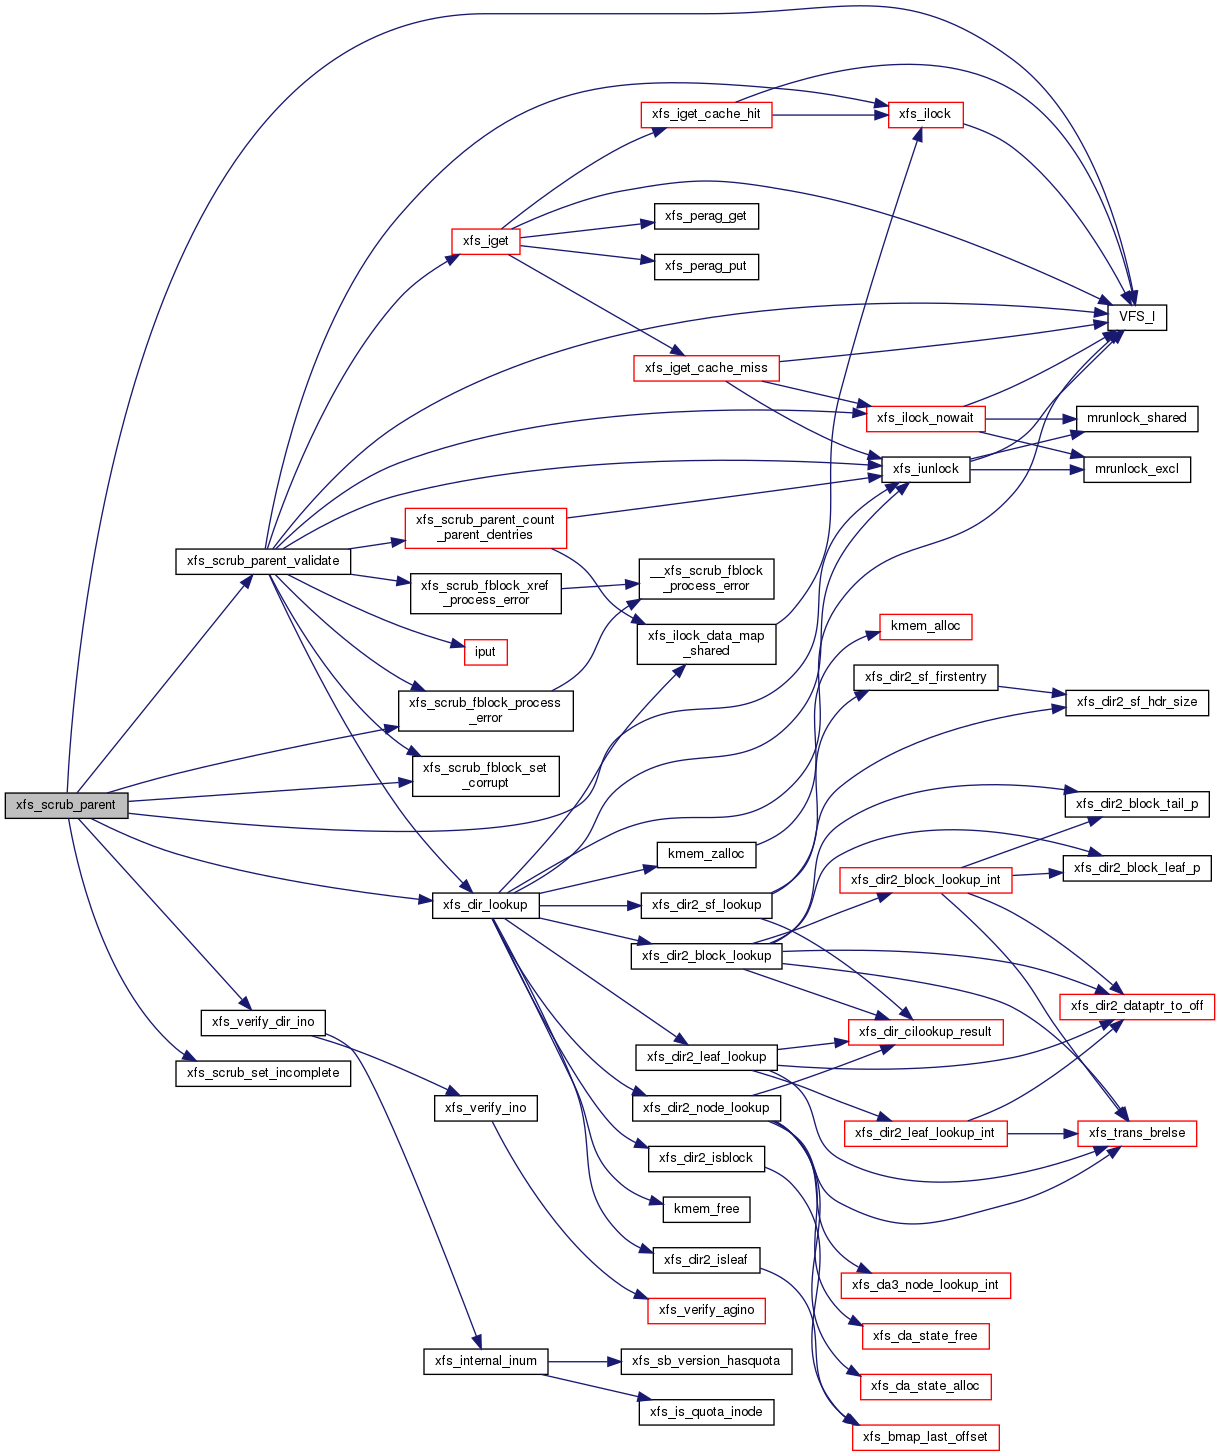 xfs_iget_cache_hit
xfs_ilock
xfs_perag_get
xfs_iget
xfs_perag_put
VFS_I
xfs_iget_cache_miss
xfs_ilock_nowait
mrunlock_shared
xfs_iunlock
mrunlock_excl
xfs_scrub_parent_count
_parent_dentries
xfs_scrub_parent_validate
__xfs_scrub_fblock
_process_error
xfs_scrub_fblock_xref
_process_error
kmem_alloc
xfs_ilock_data_map
_shared
iput
xfs_dir2_sf_firstentry
xfs_scrub_fblock_process
_error
xfs_dir2_sf_hdr_size
xfs_scrub_fblock_set
_corrupt
xfs_scrub_parent
xfs_dir2_block_tail_p
kmem_zalloc
xfs_dir2_block_leaf_p
xfs_dir2_block_lookup_int
xfs_dir_lookup
xfs_dir2_sf_lookup
xfs_dir2_block_lookup
xfs_dir2_dataptr_to_off
xfs_verify_dir_ino
xfs_dir_cilookup_result
xfs_dir2_leaf_lookup
xfs_scrub_set_incomplete
xfs_verify_ino
xfs_dir2_node_lookup
xfs_dir2_leaf_lookup_int
xfs_trans_brelse
xfs_dir2_isblock
kmem_free
xfs_dir2_isleaf
xfs_da3_node_lookup_int
xfs_verify_agino
xfs_da_state_free
xfs_internal_inum
xfs_sb_version_hasquota
xfs_da_state_alloc
xfs_is_quota_inode
xfs_bmap_last_offset